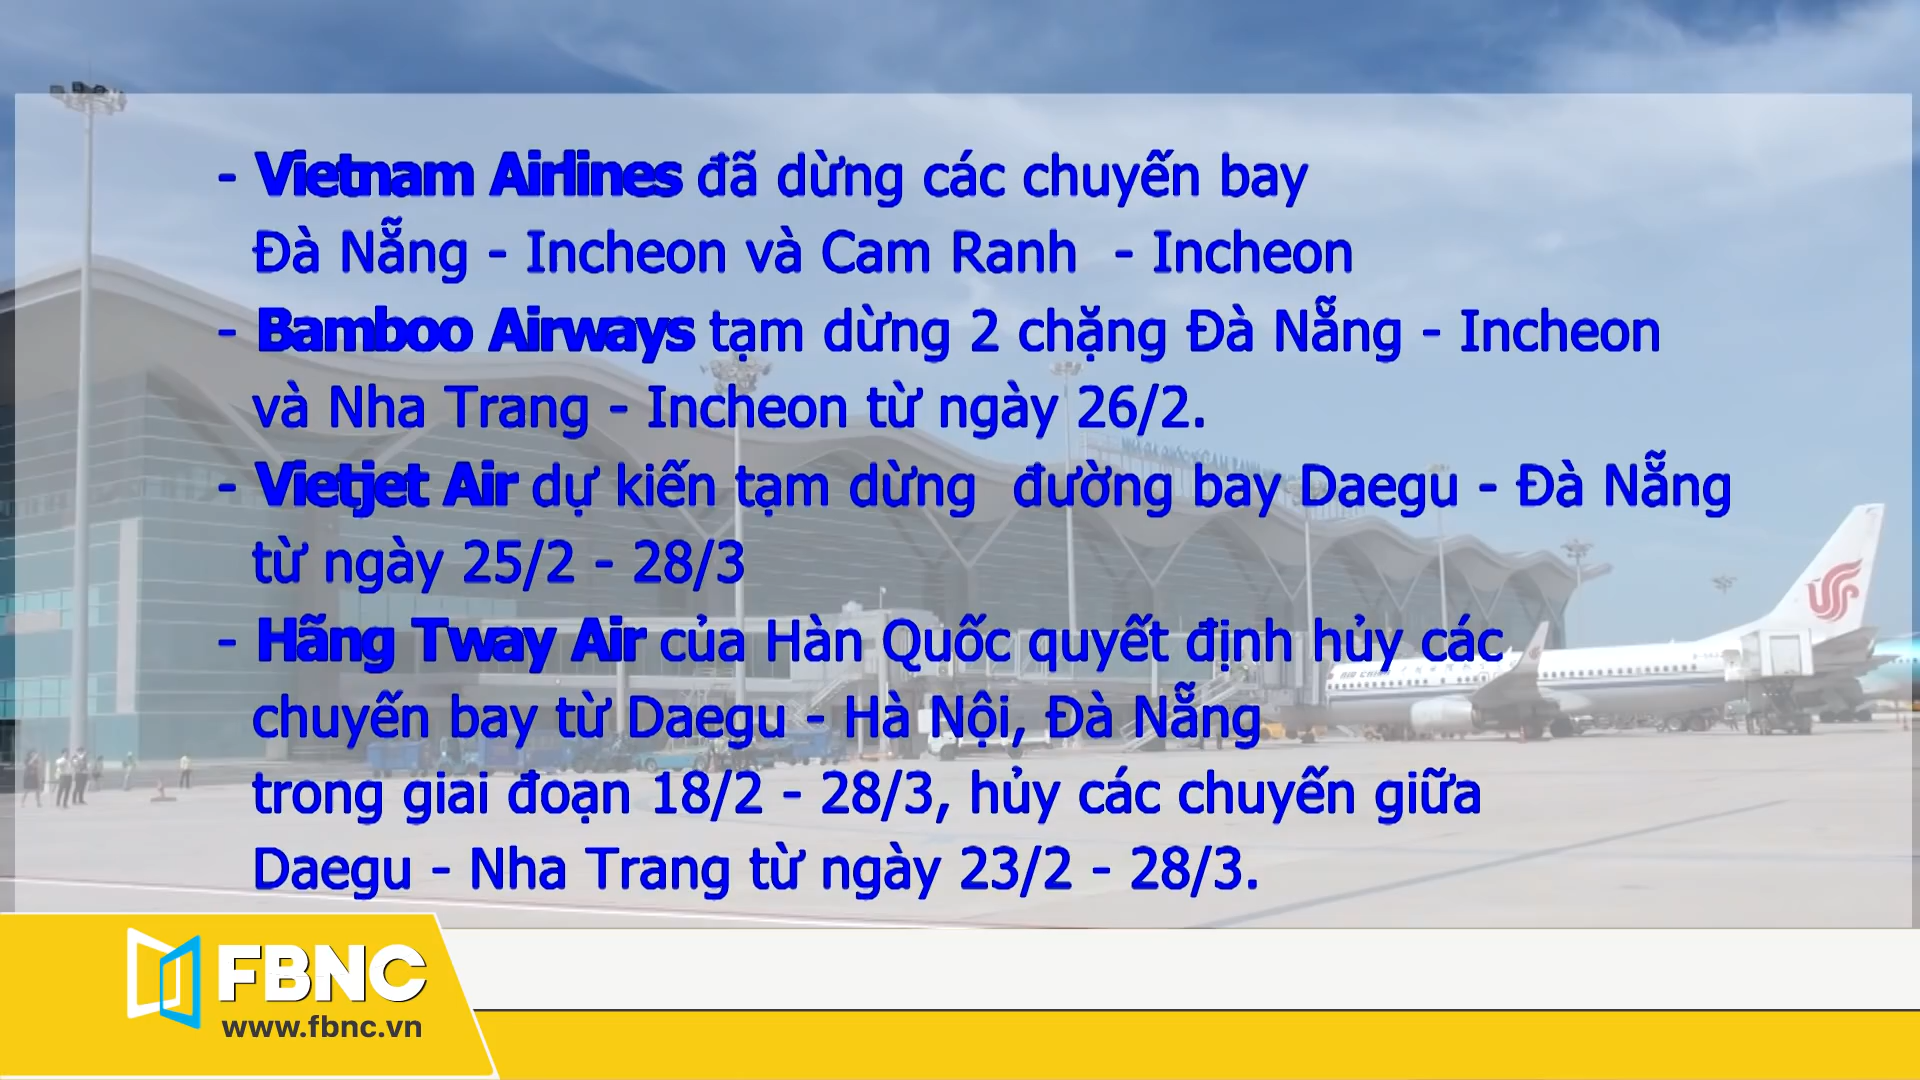 - Vietnam Airlines đã dừng các chuyến bay
Đà Nẵng - Incheon và Cam Ranh - Incheon
- Bamboo Airways tạm dừng 2 chặng Đà Nẵng - Incheon
và Nha Trang - Incheon từ ngày 26/2.
- Vietjet Air dự kiến tạm dừng đường bay Daegu - Đà Nẵng
từ ngày 25/2 - 28/3
- Hãng Tway Air của Hàn Quốc quyết định hủy các
chuyến bay từ Daegu - Hà Nội, Đà Nẵng
trong giai đoạn 18/2 - 28/3, hủy các chuyến giữa
Daegu - Nha Trang từ ngày 23/2 - 28/3.
AIR CHINA
FBNC
www.fbnc.vn